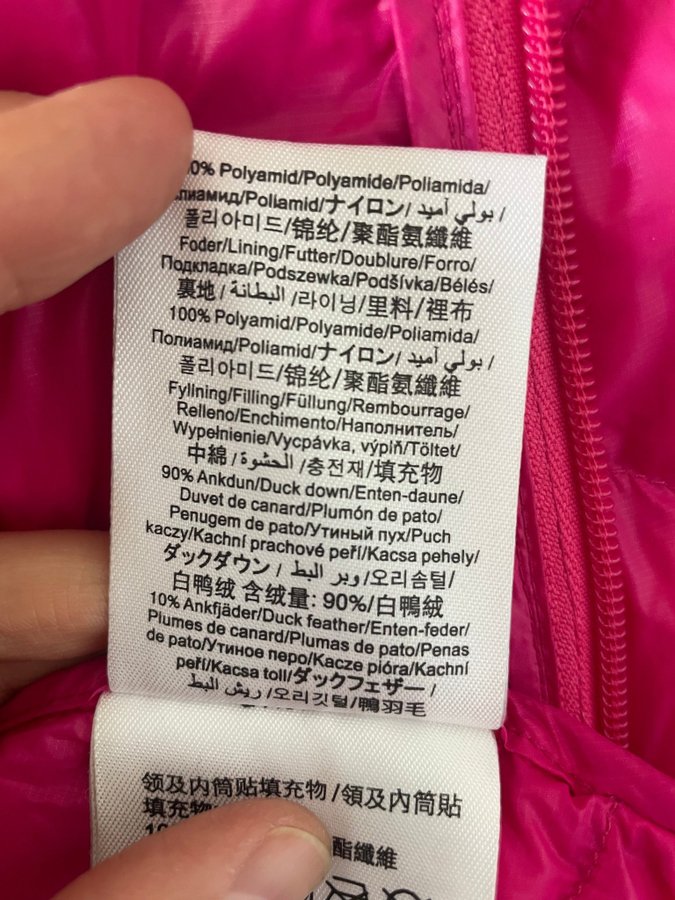 0% Polyamid/Polyamide/Poliamida/
лиамид/Poliamid/ナイロン/ بولي أميد /
폴리아미드/锦纶/聚酯氨纖維
Foder/Lining/Futter/Doublure/Forro/
Подкладка/Podszewka/Podšívka/Bélés/
裏地/ البطانة /라이닝/里料/裡布
100% Polyamid/Polyamide/Poliamida/
Полиамид/Poliamid/ナイロン/ بولي أميد /
폴리아미드/锦纶/聚酯氨纖維
Fyllning/Filling/Füllung/Rembourrage/
Relleno/Enchimento/Наполнитель/
Wypełnienie/Vycpávka, výplň/Töltet/
中綿/ الحشوة /충전재/填充物
90% Ankdun/Duck down/Enten-daune/
Duvet de canard/Plumón de pato/
Penugem de pato/Утиный пух/Puch
kaczy/Kachní prachové peří/Kacsa pehely/
ダックダウン/ وبر البط /오리솜털/
白鸭绒 含绒量: 90%/白鴨絨
10% Ankfjäder/Duck feather/Enten-feder/
Plumes de canard/Plumas de pato/Penas
de pato/Утиное перо/Kacze pióra/Kachní
peří/Kacsa toll/ダックフェザー/
ريش البط /오리깃털/鴨羽毛
领及内筒贴填充物/領及內筒貼
填充物
酯纖維